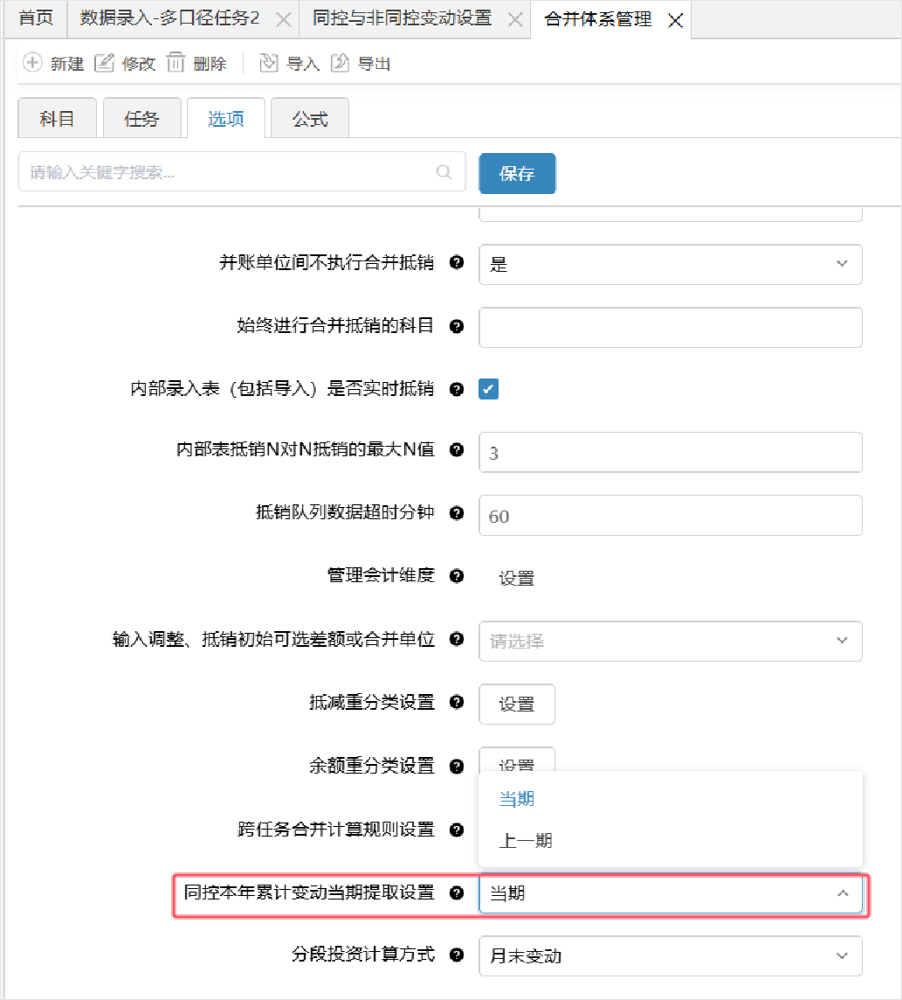 首页 数据录入-多口径任务2 同控与非同控变动设置 合并体系管理
新建 修改 删除 导入 导出
科目 任务 选项 公式
请输入关键字搜索... 保存
并账单位间不执行合并抵销 是
始终进行合并抵销的科目
内部录入表（包括导入）是否实时抵销
内部表抵销N对N抵销的最大N值 3
抵销队列数据超时分钟 60
管理会计维度 设置
输入调整、抵销初始可选差额或合并单位 请选择
抵减重分类设置 设置
余额重分类设置 设置
当期
跨任务合并计算规则设置 上一期
同控本年累计变动当期提取设置 当期
分段投资计算方式 月末变动